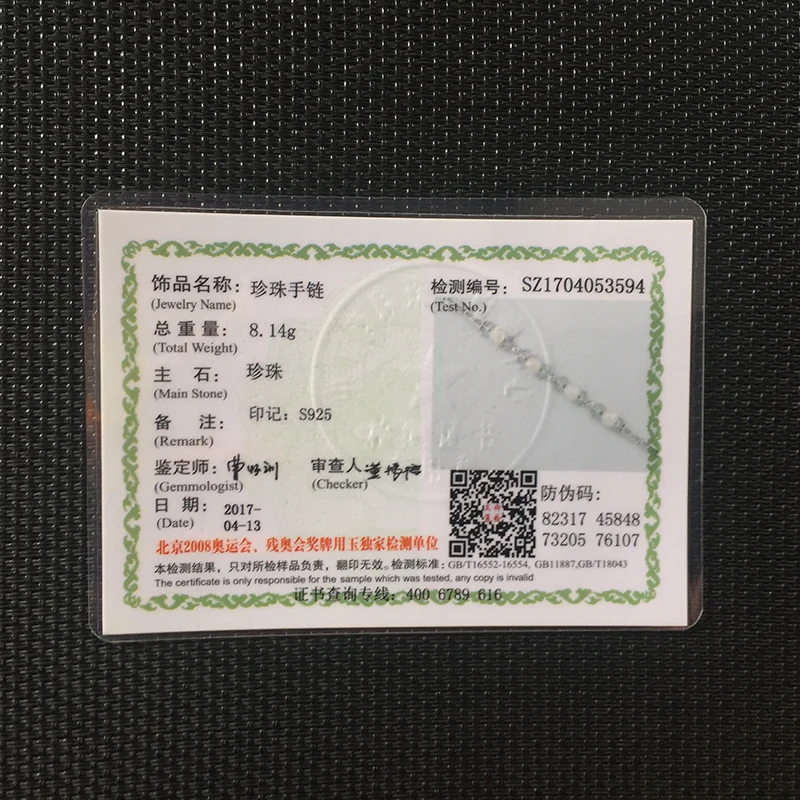 饰品名称: 珍珠手链
(Jewelry Name)
检测编号: SZ1704053594
(Test No.)
总 重 量: 8.14g
(Total Weight)
主 石: 珍珠
(Main Stone)
备 注: 印记: S925
(Remark)
鉴定师:
(Gemmologist)
审查人
(Checker)
日 期: 2017-
(Date) 04-13
防伪码:
82317 45848
73205 76107
北京2008奥运会、残奥会奖牌用玉独家检测单位
本检测结果，只对所检样品负责，翻印无效。检测标准: GB/T16552-16554, GB11887,GB/T18043
The certificate is only responsible for the sample which was tested, any copy is invalid
证书查询专线: 400 6789 616